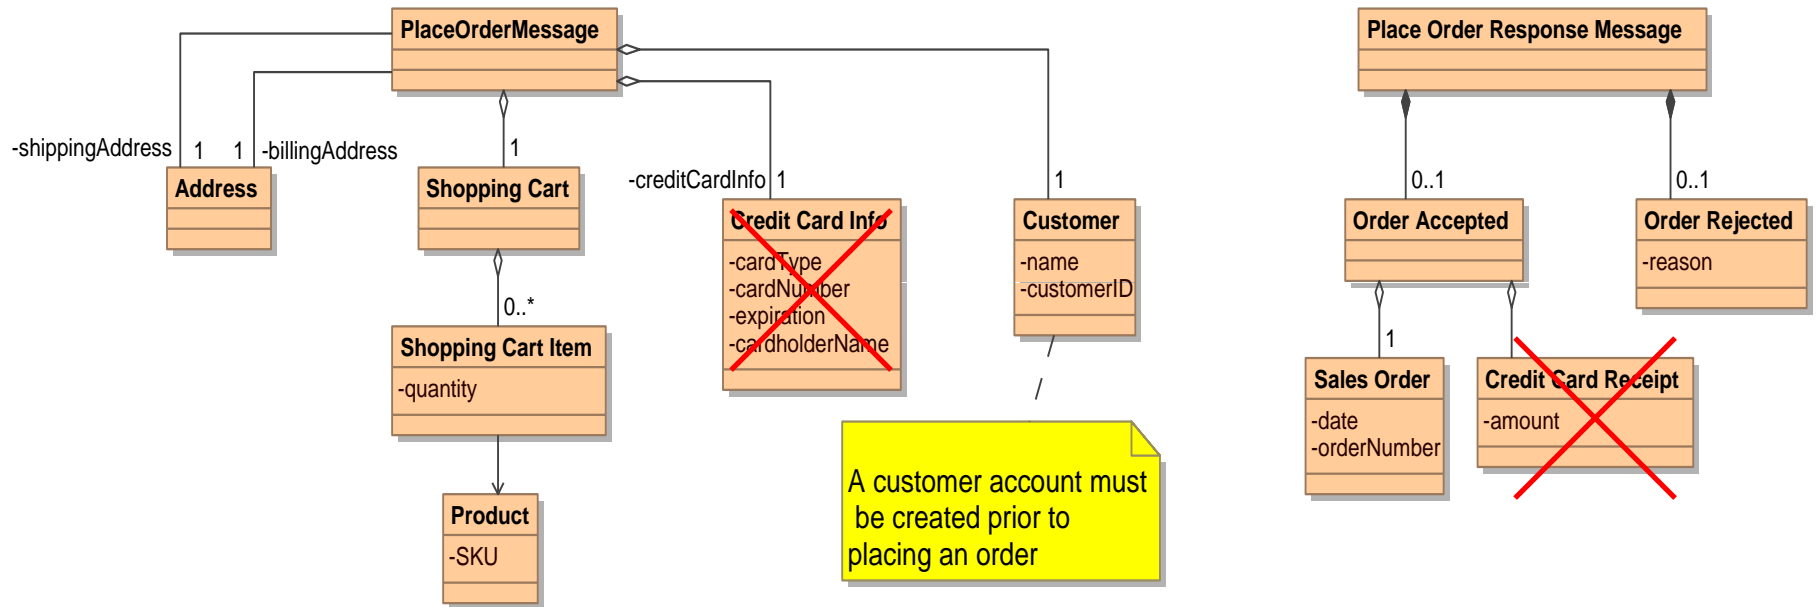 PlaceOrderMessage
Place Order Response Message
-shippingAddress
1
1
-billingAddress
1
-creditCardInfo
1
1
0..1
0..1
Address
Shopping Cart
Credit Card Info
-cardType
-cardNumber
-expiration
-cardholderName
Customer
-name
-customerID
Order Accepted
Order Rejected
-reason
0..*
Shopping Cart Item
-quantity
1
Sales Order
-date
-orderNumber
Credit Card Receipt
-amount
Product
-SKU
A customer account must
be created prior to
placing an order